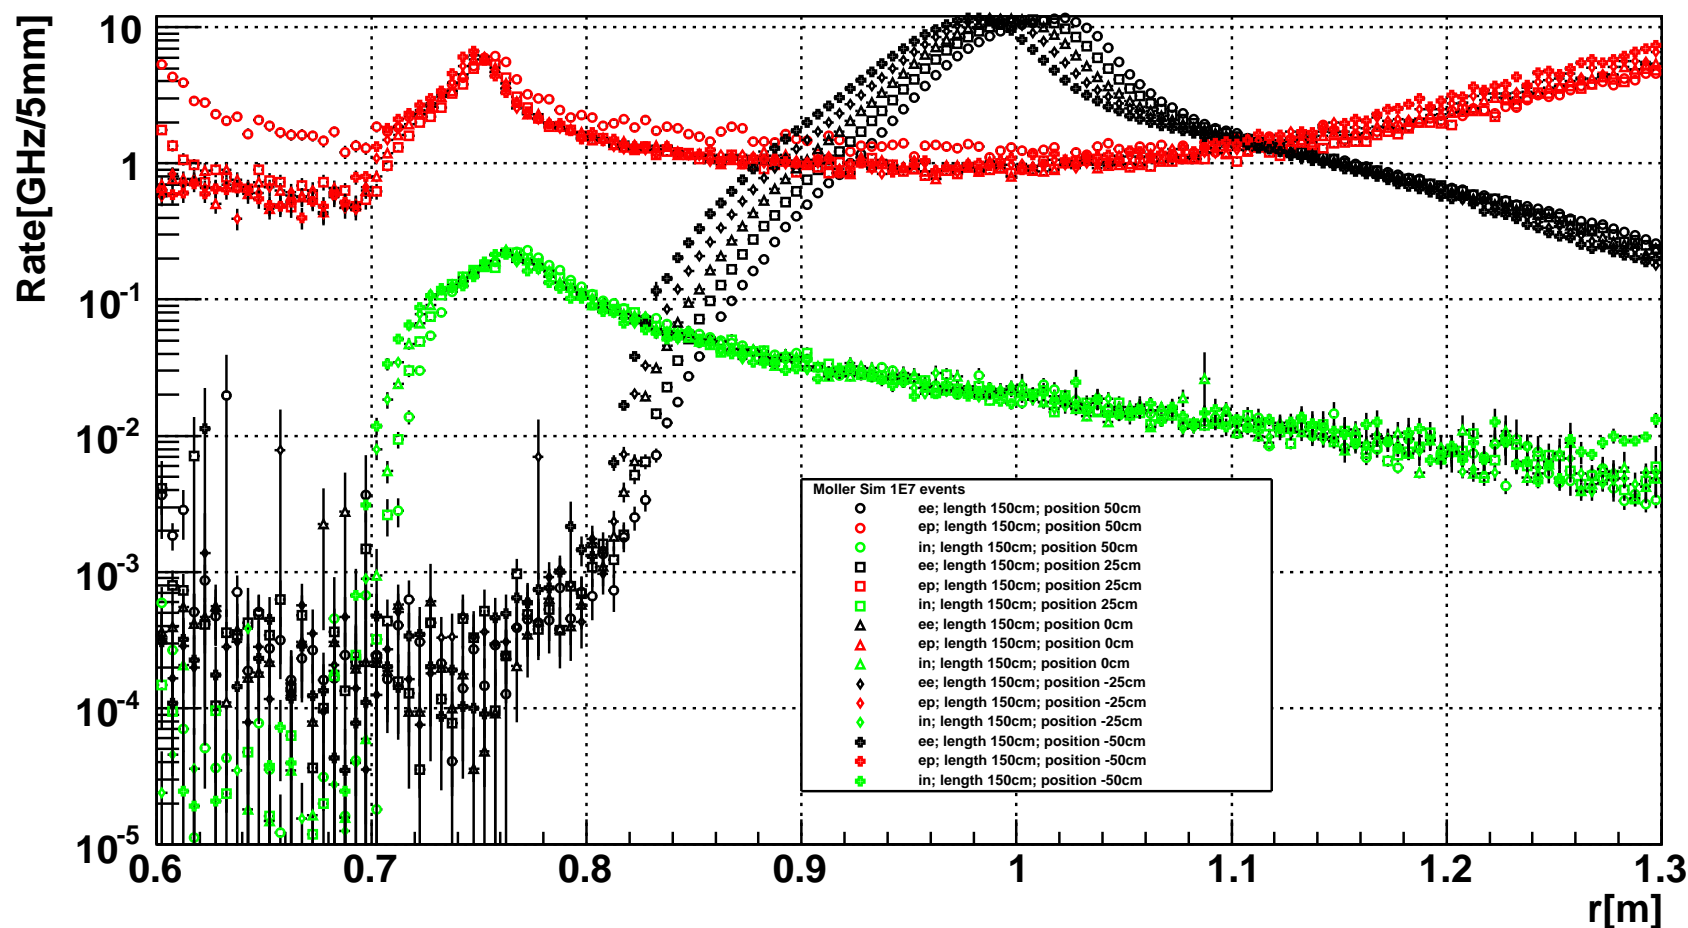 Rate[GHz/5mm]
10
1
10-1
10-2
10-3
10-4
10-5
Moller Sim 1E7 events
ee; length 150cm; position 50cm
ep; length 150cm; position 50cm
in; length 150cm; position 50cm
ee; length 150cm; position 25cm
ep; length 150cm; position 25cm
in; length 150cm; position 25cm
ee; length 150cm; position 0cm
ep; length 150cm; position 0cm
in; length 150cm; position 0cm
ee; length 150cm; position -25cm
ep; length 150cm; position -25cm
in; length 150cm; position -25cm
ee; length 150cm; position -50cm
ep; length 150cm; position -50cm
in; length 150cm; position -50cm
0.6 0.7 0.8 0.9 1 1.1 1.2 1.3
r[m]